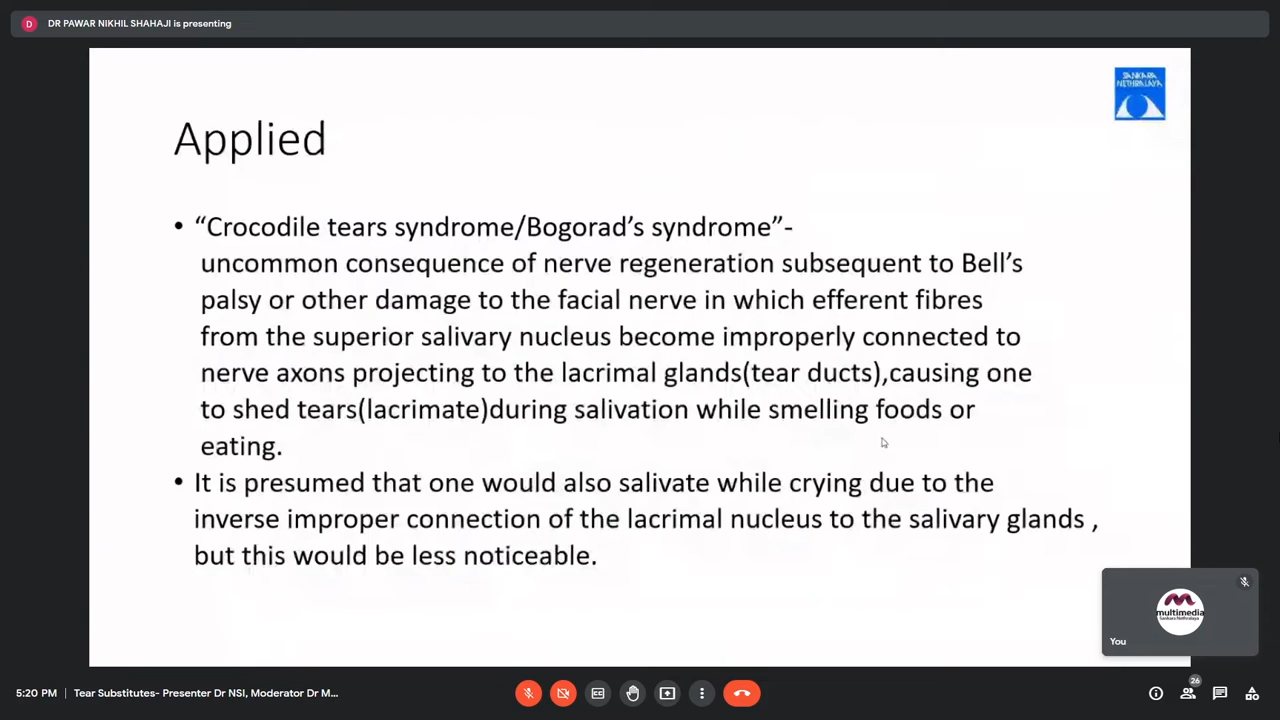 D DR PAWAR NIKHIL SHAHAJI is presenting
SANKARA
NETHRALAYA
Applied
• “Crocodile tears syndrome/Bogorad’s syndrome”-
uncommon consequence of nerve regeneration subsequent to Bell’s
palsy or other damage to the facial nerve in which efferent fibres
from the superior salivary nucleus become improperly connected to
nerve axons projecting to the lacrimal glands(tear ducts),causing one
to shed tears(lacrimate)during salivation while smelling foods or
eating.
• It is presumed that one would also salivate while crying due to the
inverse improper connection of the lacrimal nucleus to the salivary glands ,
but this would be less noticeable.
multimedia
Sankara Nethralaya
You
5:20 PM | Tear Substitutes- Presenter Dr NSI, Moderator Dr M...
26